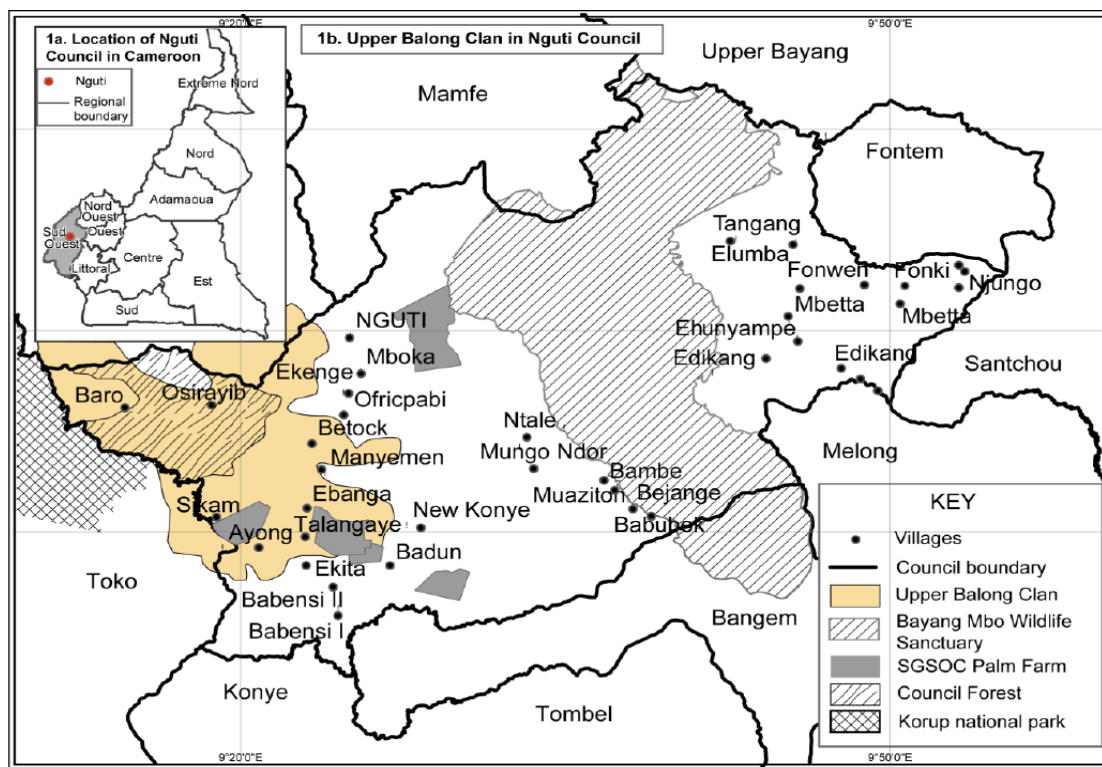 9°20'0"E
9°50'0"E
1a. Location of Nguti
Council in Cameroon
Nguti
Regional
boundary
Extreme Nord
Nord
Adamaoua
Nord
Ouest
Ouest
Sud
Ouest
Littoral
Centre
Est
Sud
1b. Upper Balong Clan in Nguti Council
Upper Bayang
Mamfe
Fontem
Tangang
Elumba
Fonwen
Fonki
Njungo
Mbetta
Mbetta
Ehunyampe
Edikang
Edikang
Santchou
NGUTI
Mboka
Ekenge
Ofricpabi
Baro
Osirayib
Betock
Manyemen
Ntale
Mungo Ndor
Bambe
Muaziton
Bejange
Babubok
Melong
Sikam
Ebanga
Ayong
Talangaye
New Konye
Badun
Ekita
Babensi II
Babensi I
Toko
Bangem
Konye
Tombel
KEY
Villages
Council boundary
Upper Balong Clan
Bayang Mbo Wildlife
Sanctuary
SGSOC Palm Farm
Council Forest
Korup national park
9°20'0"E
9°50'0"E